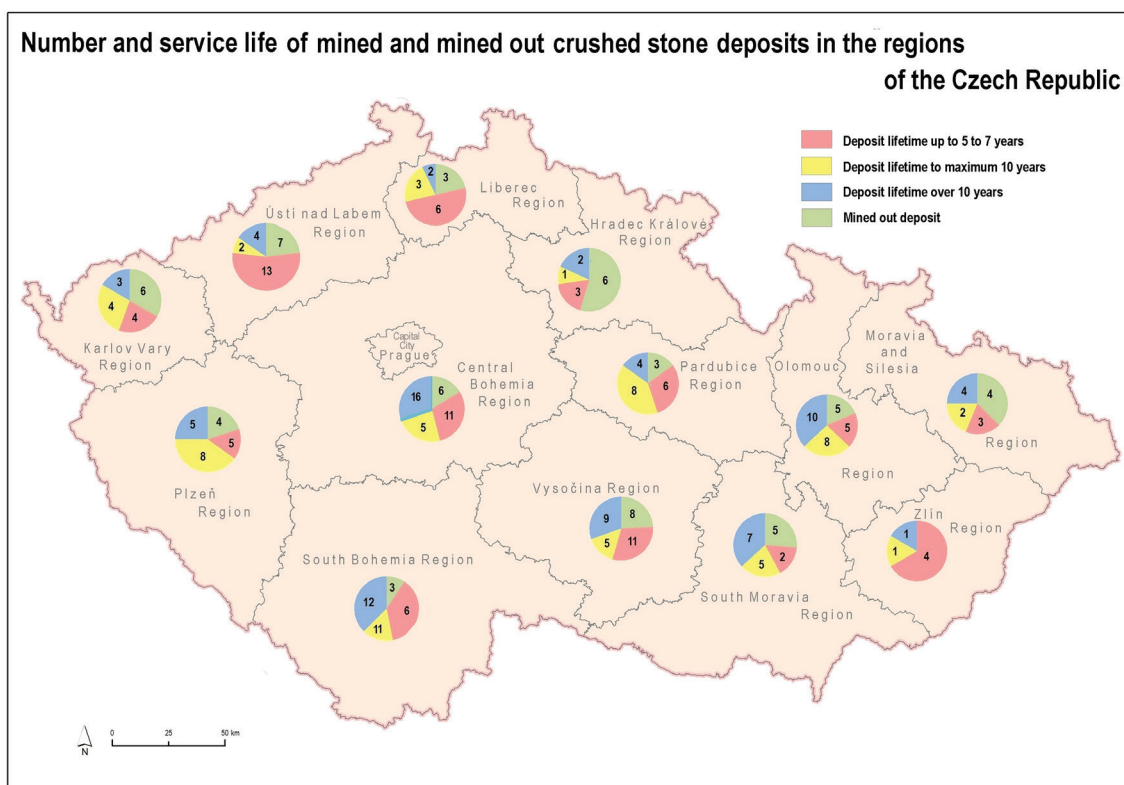 Number and service life of mined and mined out crushed stone deposits in the regions
of the Czech Republic
Deposit lifetime up to 5 to 7 years
Deposit lifetime to maximum 10 years
Deposit lifetime over 10 years
Mined out deposit
2 3
3
6
Liberec
Region
Ústí nad Labem
Region
4 7
2
13
Hradec Králové
Region
2
1 6
3
3 6
4 4
Karlov Vary
Region
Capital
City
Prague
Central
Bohemia
Region
16 6
11
5
4 3
8 6
Pardubice
Region
Olomouc
10 5
8 5
Region
Moravia
and
Silesia
4 4
2 3
Region
5 4
5
8
Plzeň
Region
Vysočina Region
9 8
5 11
South Bohemia Region
12 3
6
11
7 5
5 2
South Moravia
Region
Zlín
Region
1
1 4
N
0 25 50 km